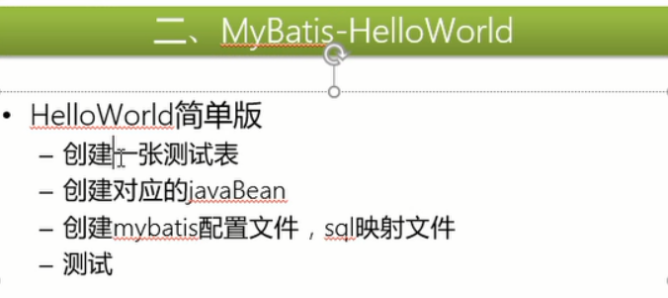 二、MyBatis-HelloWorld
• HelloWorld简单版
– 创建一张测试表
– 创建对应的javaBean
– 创建mybatis配置文件，sql映射文件
– 测试